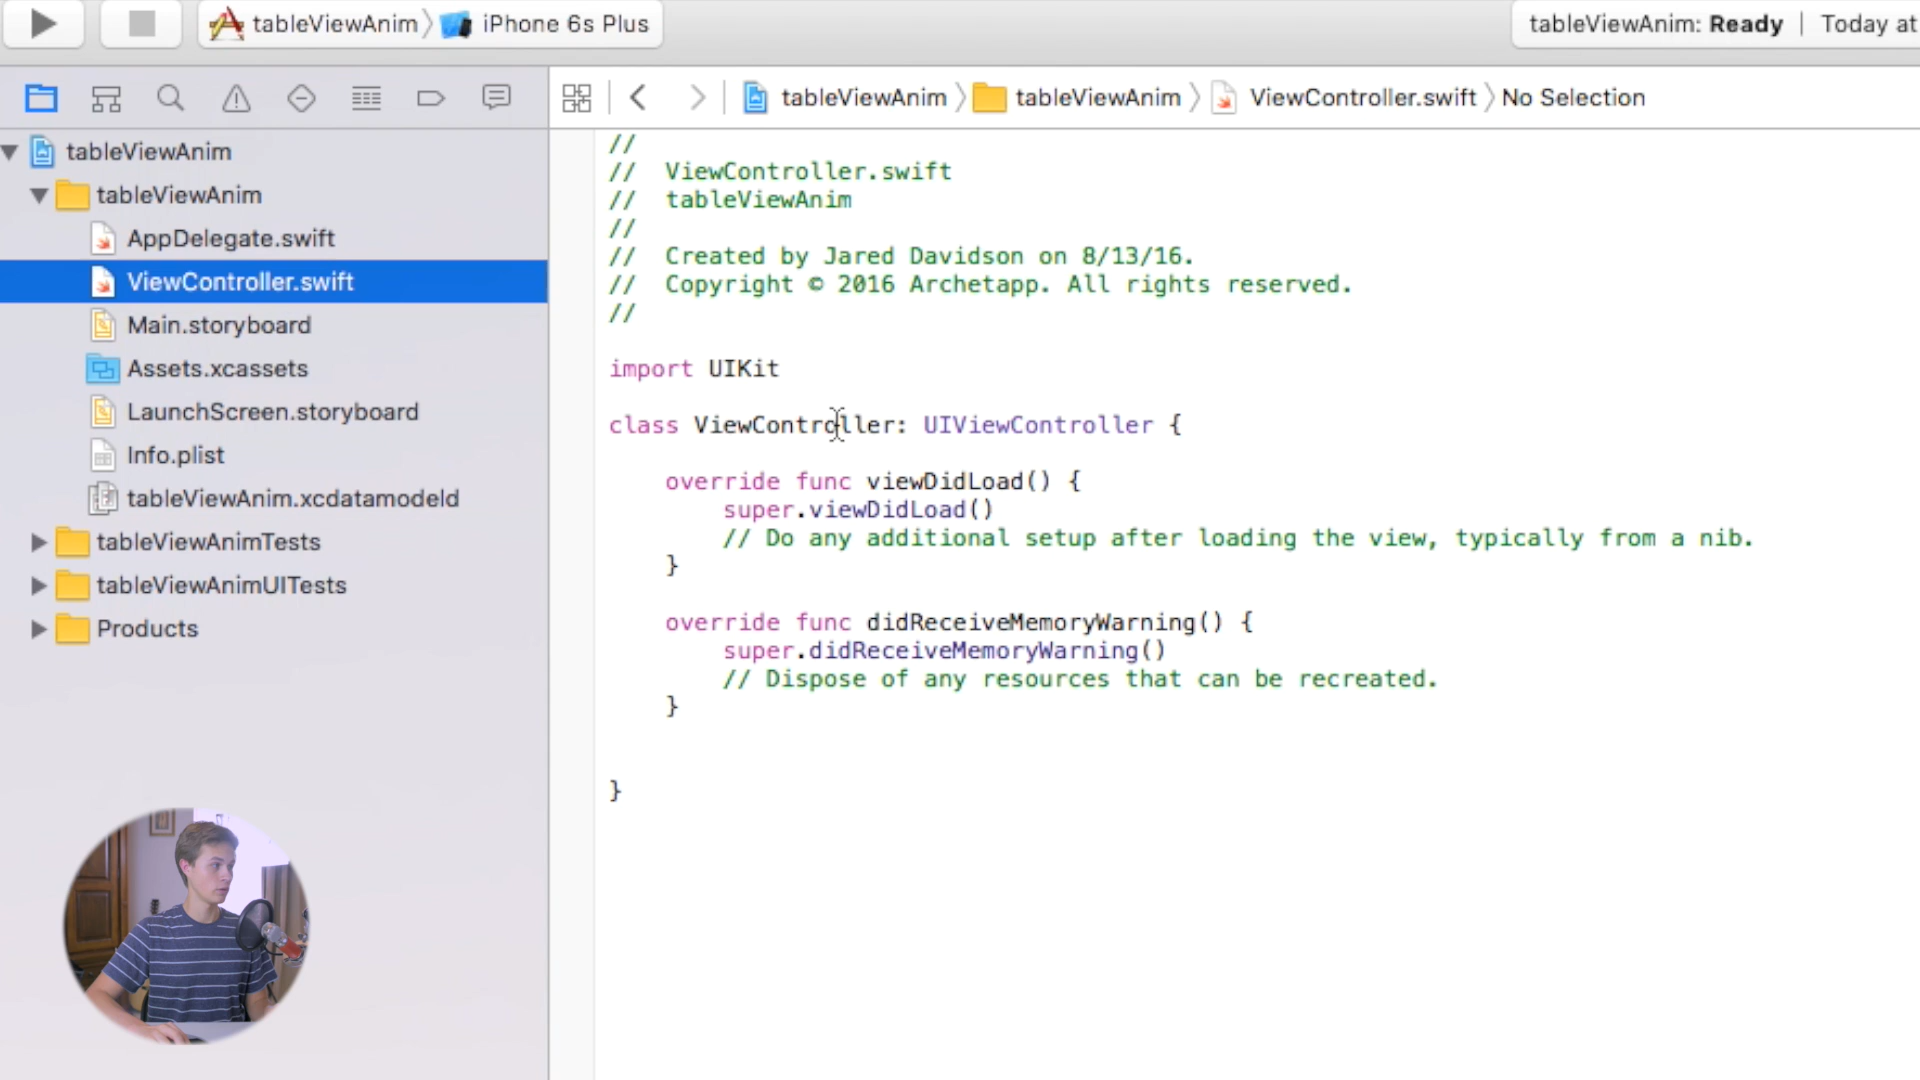 tableViewAnim iPhone 6s Plus
tableViewAnim: Ready | Today at
tableViewAnim tableViewAnim ViewController.swift No Selection
tableViewAnim
tableViewAnim
AppDelegate.swift
ViewController.swift
Main.storyboard
Assets.xcassets
LaunchScreen.storyboard
Info.plist
tableViewAnim.xcdatamodeld
tableViewAnimTests
tableViewAnimUITests
Products
//
// ViewController.swift
// tableViewAnim
//
// Created by Jared Davidson on 8/13/16.
// Copyright © 2016 Archetapp. All rights reserved.
//
import UIKit
class ViewController: UIViewController {
override func viewDidLoad() {
super.viewDidLoad()
// Do any additional setup after loading the view, typically from a nib.
}
override func didReceiveMemoryWarning() {
super.didReceiveMemoryWarning()
// Dispose of any resources that can be recreated.
}
}